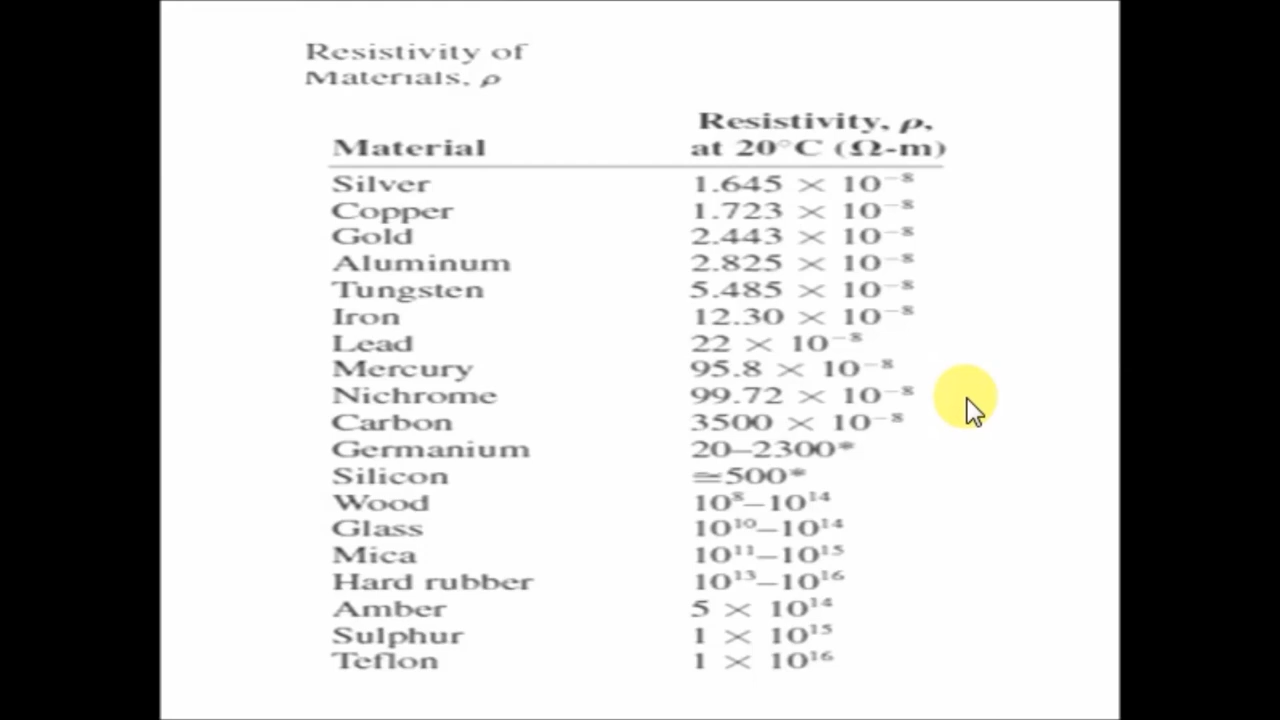 Resistivity of
Materials, ρ
Resistivity, ρ,
Material at 20°C (Ω-m)
Silver 1.645 × 10⁻⁸
Copper 1.723 × 10⁻⁸
Gold 2.443 × 10⁻⁸
Aluminum 2.825 × 10⁻⁸
Tungsten 5.485 × 10⁻⁸
Iron 12.30 × 10⁻⁸
Lead 22 × 10⁻⁸
Mercury 95.8 × 10⁻⁸
Nichrome 99.72 × 10⁻⁸
Carbon 3500 × 10⁻⁸
Germanium 20–2300*
Silicon ≃500*
Wood 10⁸–10¹⁴
Glass 10¹⁰–10¹⁴
Mica 10¹¹–10¹⁵
Hard rubber 10¹³–10¹⁶
Amber 5 × 10¹⁴
Sulphur 1 × 10¹⁵
Teflon 1 × 10¹⁶